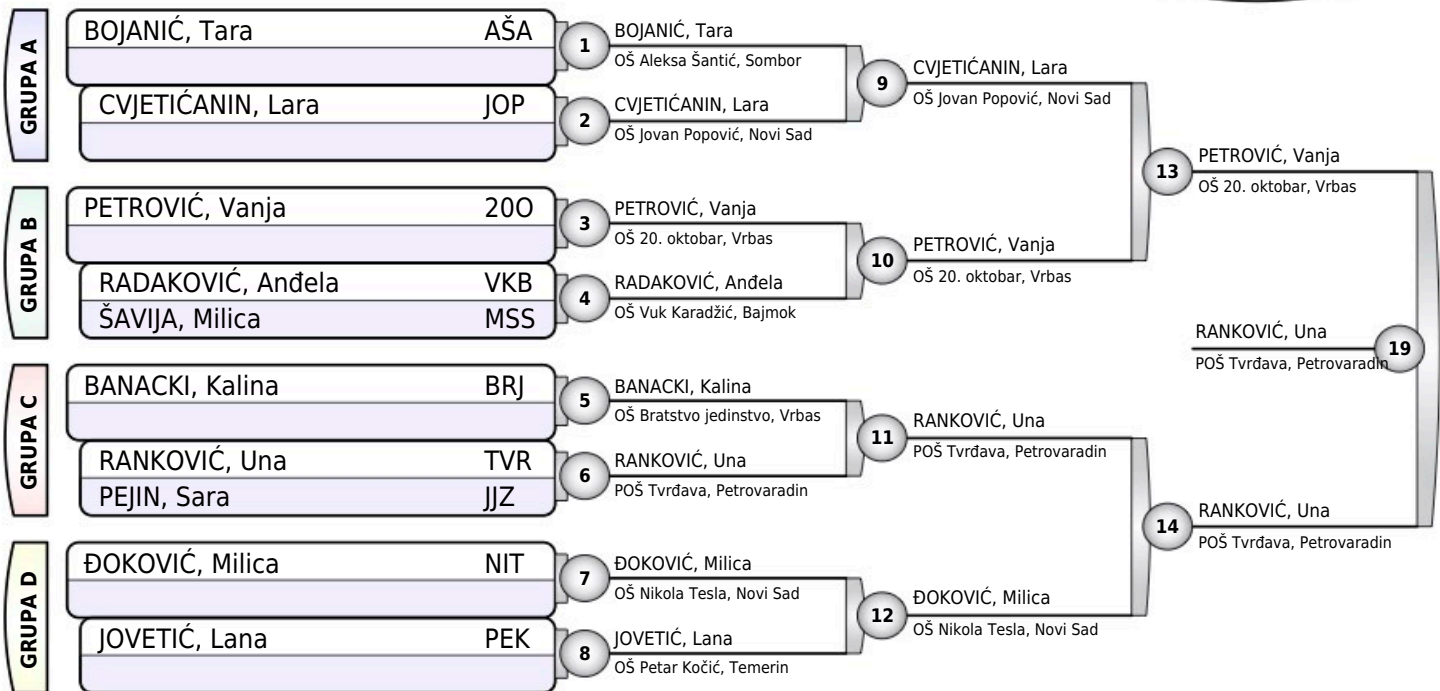 GRUPA A
BOJANIĆ, Tara AŠA
CVJETIĆANIN, Lara JOP
GRUPA B
PETROVIĆ, Vanja 20O
RADAKOVIĆ, Anđela VKB
ŠAVIJA, Milica MSS
GRUPA C
BANACKI, Kalina BRJ
RANKOVIĆ, Una TVR
PEJIN, Sara JJZ
GRUPA D
ĐOKOVIĆ, Milica NIT
JOVETIĆ, Lana PEK
1
BOJANIĆ, Tara
OŠ Aleksa Šantić, Sombor
2
CVJETIĆANIN, Lara
OŠ Jovan Popović, Novi Sad
3
PETROVIĆ, Vanja
OŠ 20. oktobar, Vrbas
4
RADAKOVIĆ, Anđela
OŠ Vuk Karadžić, Bajmok
5
BANACKI, Kalina
OŠ Bratstvo jedinstvo, Vrbas
6
RANKOVIĆ, Una
POŠ Tvrđava, Petrovaradin
7
ĐOKOVIĆ, Milica
OŠ Nikola Tesla, Novi Sad
8
JOVETIĆ, Lana
OŠ Petar Kočić, Temerin
9
CVJETIĆANIN, Lara
OŠ Jovan Popović, Novi Sad
10
PETROVIĆ, Vanja
OŠ 20. oktobar, Vrbas
11
RANKOVIĆ, Una
POŠ Tvrđava, Petrovaradin
12
ĐOKOVIĆ, Milica
OŠ Nikola Tesla, Novi Sad
13
PETROVIĆ, Vanja
OŠ 20. oktobar, Vrbas
14
RANKOVIĆ, Una
POŠ Tvrđava, Petrovaradin
RANKOVIĆ, Una
POŠ Tvrđava, Petrovaradin
19